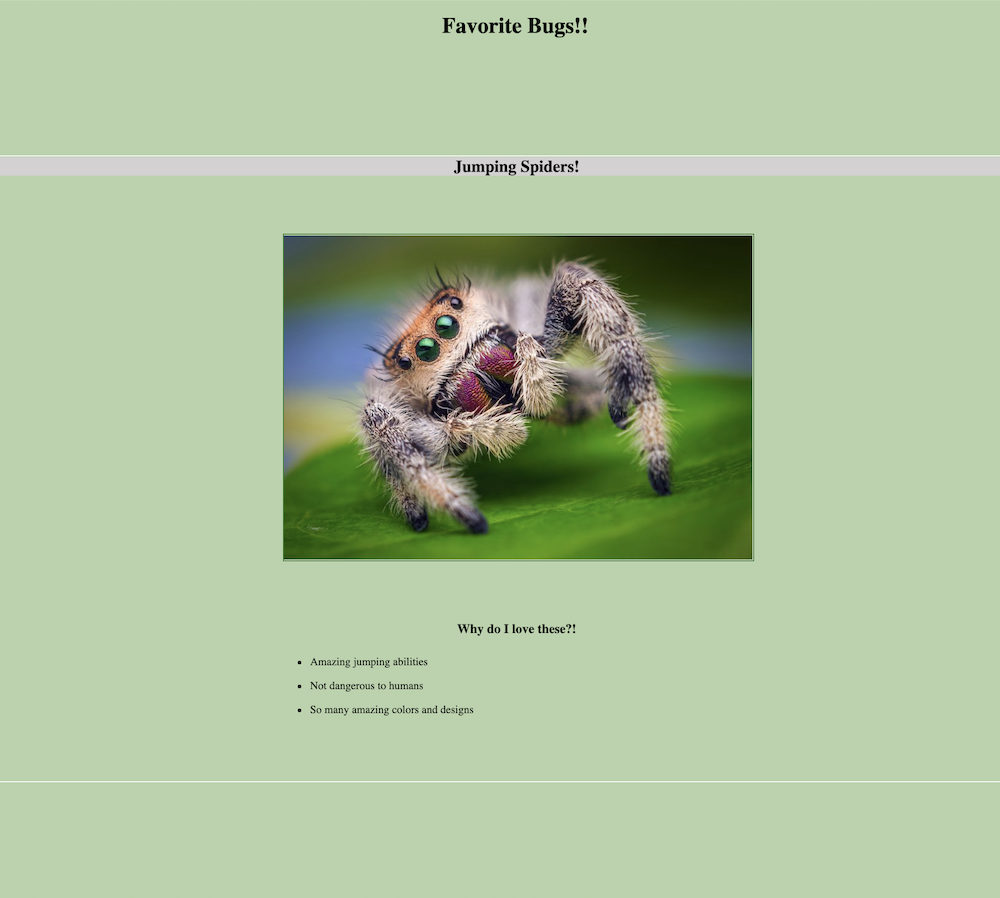 Favorite Bugs!!
Jumping Spiders!
Why do I love these?!
Amazing jumping abilities
Not dangerous to humans
So many amazing colors and designs